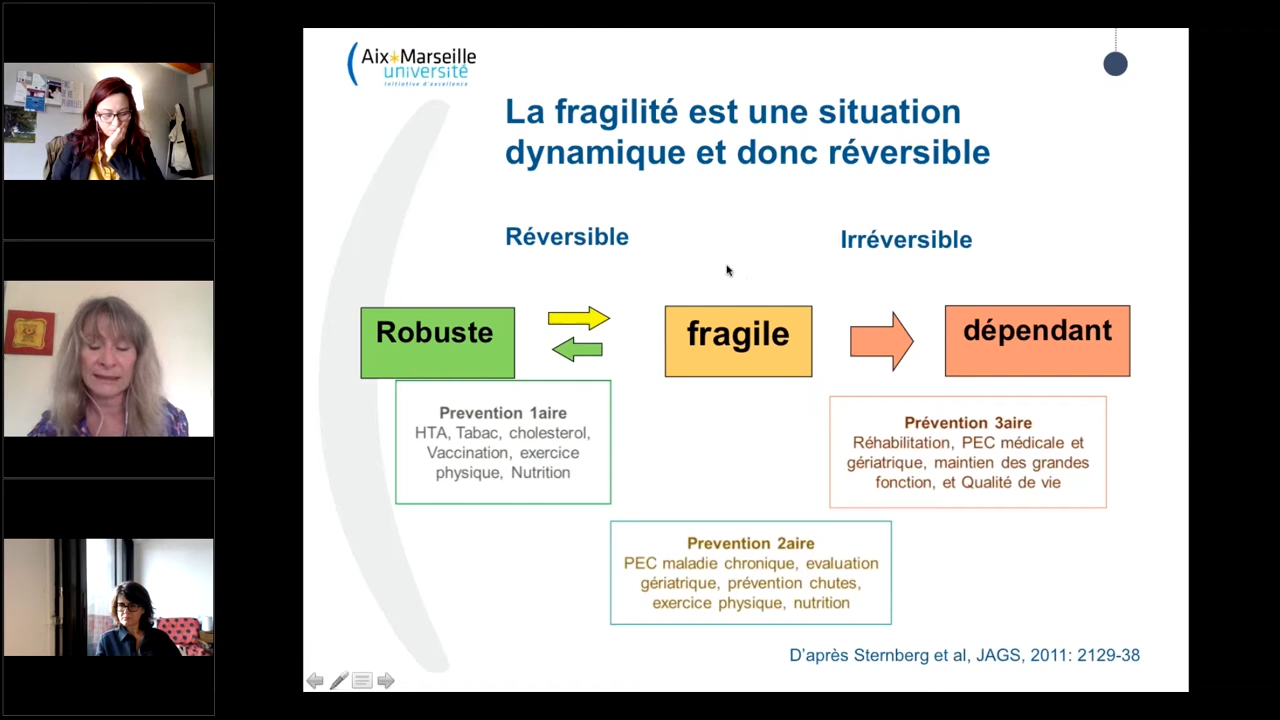 Aix Marseille
université
Initiative d'excellence
La fragilité est une situation
dynamique et donc réversible
Réversible
Irréversible
Robuste
fragile
dépendant
Prevention 1aire
HTA, Tabac, cholesterol,
Vaccination, exercice
physique, Nutrition
Prévention 3aire
Réhabilitation, PEC médicale et
gériatrique, maintien des grandes
fonction, et Qualité de vie
Prevention 2aire
PEC maladie chronique, evaluation
gériatrique, prévention chutes,
exercice physique, nutrition
D'après Sternberg et al, JAGS, 2011: 2129-38